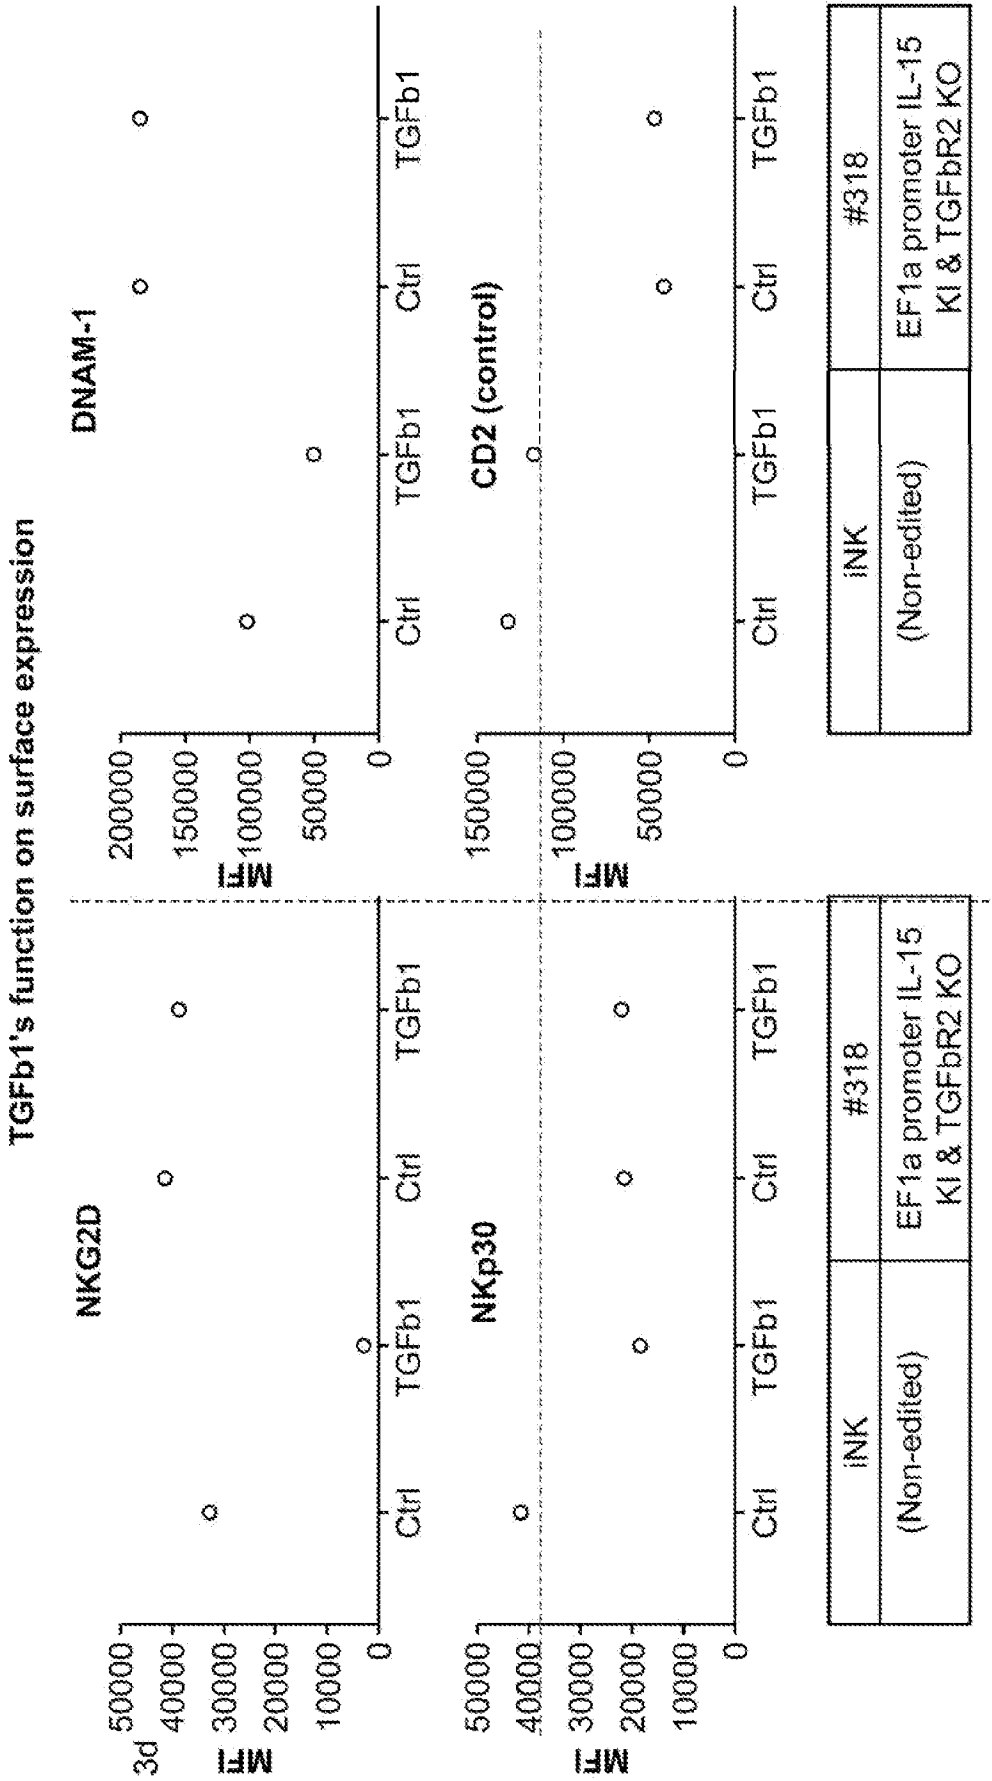 TGFb1's function on surface expression
3d
NKG2D
MFI
50000
40000
30000
20000
10000
0
Ctrl
TGFb1
Ctrl
TGFb1
DNAM-1
MFI
200000
150000
100000
50000
0
Ctrl
TGFb1
Ctrl
TGFb1
NKp30
MFI
50000
40000
30000
20000
10000
0
Ctrl
TGFb1
Ctrl
TGFb1
CD2 (control)
MFI
150000
100000
50000
0
Ctrl
TGFb1
Ctrl
TGFb1
iNK
#318
(Non-edited)
EF1a promoter IL-15
KI & TGFbR2 KO
iNK
#318
(Non-edited)
EF1a promoter IL-15
KI & TGFbR2 KO